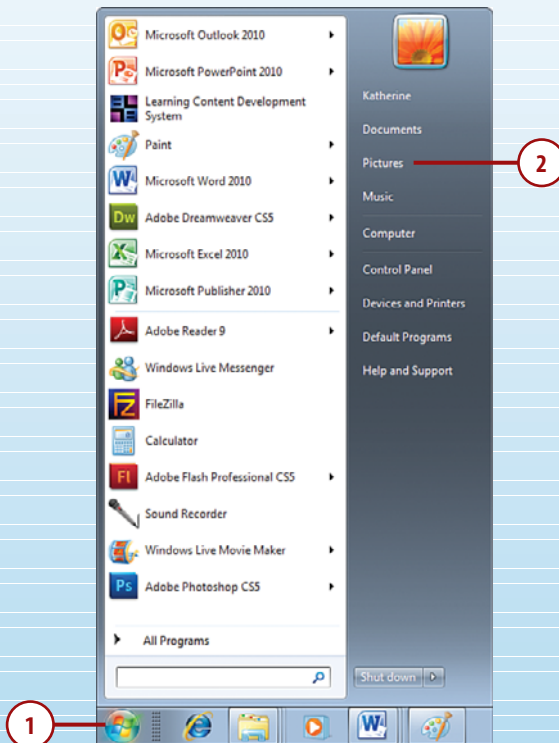 Microsoft Outlook 2010
Microsoft PowerPoint 2010
Learning Content Development
System
Paint
Microsoft Word 2010
Adobe Dreamweaver CS5
Microsoft Excel 2010
Microsoft Publisher 2010
Adobe Reader 9
Windows Live Messenger
FileZilla
Calculator
Adobe Flash Professional CS5
Sound Recorder
Windows Live Movie Maker
Adobe Photoshop CS5
All Programs
Katherine
Documents
Pictures
2
Music
Computer
Control Panel
Devices and Printers
Default Programs
Help and Support
Shut down
1